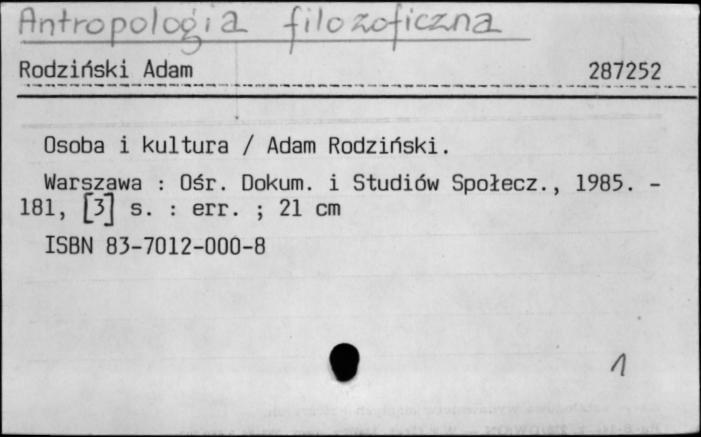 Antropologia filozoficzna
Rodziński Adam 287252
Osoba i kultura / Adam Rodziński.
Warszawa : Ośr. Dokum. i Studiów Społecz., 1985. -
181, [3] s. : err. ; 21 cm
ISBN 83-7012-000-8
1